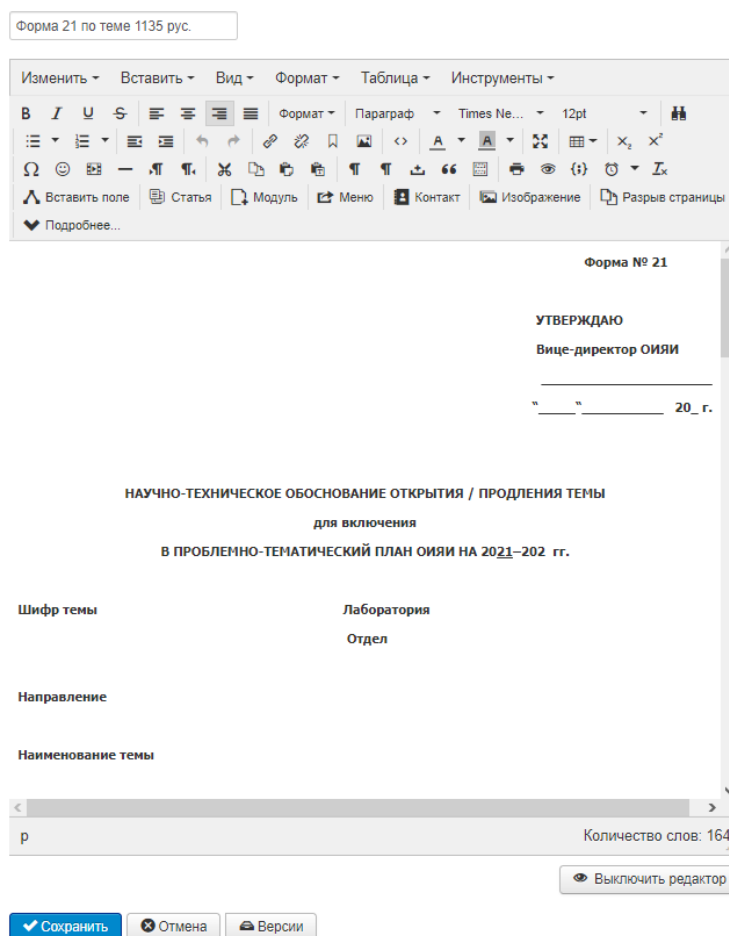 Форма 21 по теме 1135 рус.
Изменить Вставить Вид Формат Таблица Инструменты
B I U S Формат Параграф Times Ne... 12pt
A A X₂ X²
Ω
Вставить поле Статья Модуль Меню Контакт Изображение Разрыв страницы
Подробнее...
Форма № 21
УТВЕРЖДАЮ
Вице-директор ОИЯИ
____________________
"_____"___________ 20_ г.
НАУЧНО-ТЕХНИЧЕСКОЕ ОБОСНОВАНИЕ ОТКРЫТИЯ / ПРОДЛЕНИЯ ТЕМЫ
для включения
В ПРОБЛЕМНО-ТЕМАТИЧЕСКИЙ ПЛАН ОИЯИ НА 2021–202 гг.
Шифр темы Лаборатория
Отдел
Направление
Наименование темы
p Количество слов: 164
Выключить редактор
Сохранить Отмена Версии